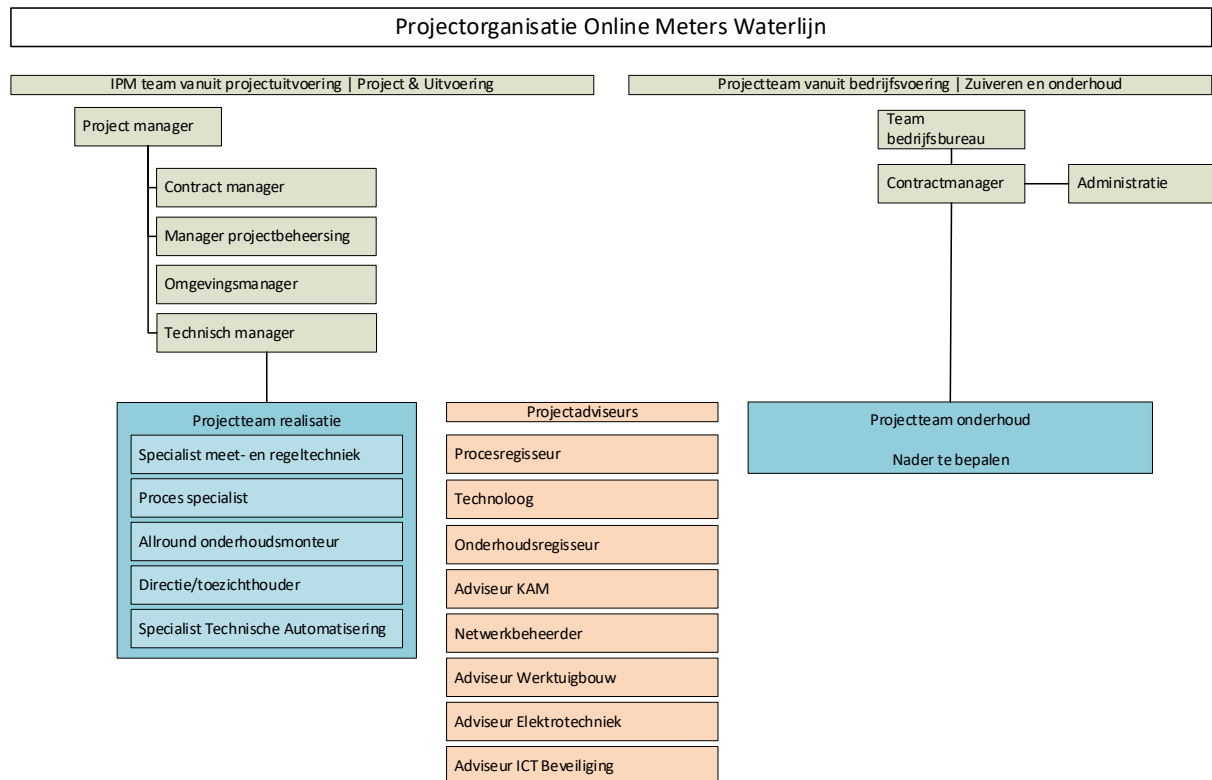 Projectorganisatie Online Meters Waterlijn
IPM team vanuit projectuitvoering | Project & Uitvoering
Projectteam vanuit bedrijfsvoering | Zuiveren en onderhoud
Project manager
Contract manager
Manager projectbeheersing
Omgevingsmanager
Technisch manager
Team
bedrijfsbureau
Contractmanager
Administratie
Projectteam realisatie
Specialist meet- en regeltechniek
Proces specialist
Allround onderhoudsmonteur
Directie/toezichthouder
Specialist Technische Automatisering
Projectadviseurs
Procesregisseur
Technoloog
Onderhoudsregisseur
Adviseur KAM
Netwerkbeheerder
Adviseur Werktuigbouw
Adviseur Elektrotechniek
Adviseur ICT Beveiliging
Projectteam onderhoud
Nader te bepalen